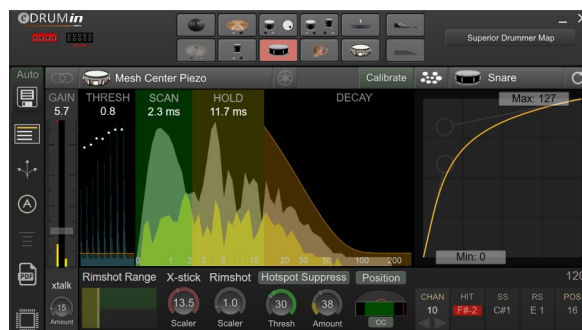 eDRUMin
Superior Drummer Map
Auto
Mesh Center Piezo
Calibrate
Snare
GAIN THRESH SCAN HOLD DECAY
5.7 0.8 2.3 ms 11.7 ms
Max: 127
0 1 2 3 5 10 20 30 50 100 200
Min: 0
Rimshot Range X-stick Rimshot Hotspot Suppress Position
120
xtalk
15 13.5 -1.0 30 38
Amount Scaler Scaler Thresh Amount CC
CHAN HIT SS RS POS
10 F#-2 C#1 E 1 16
A
PDF